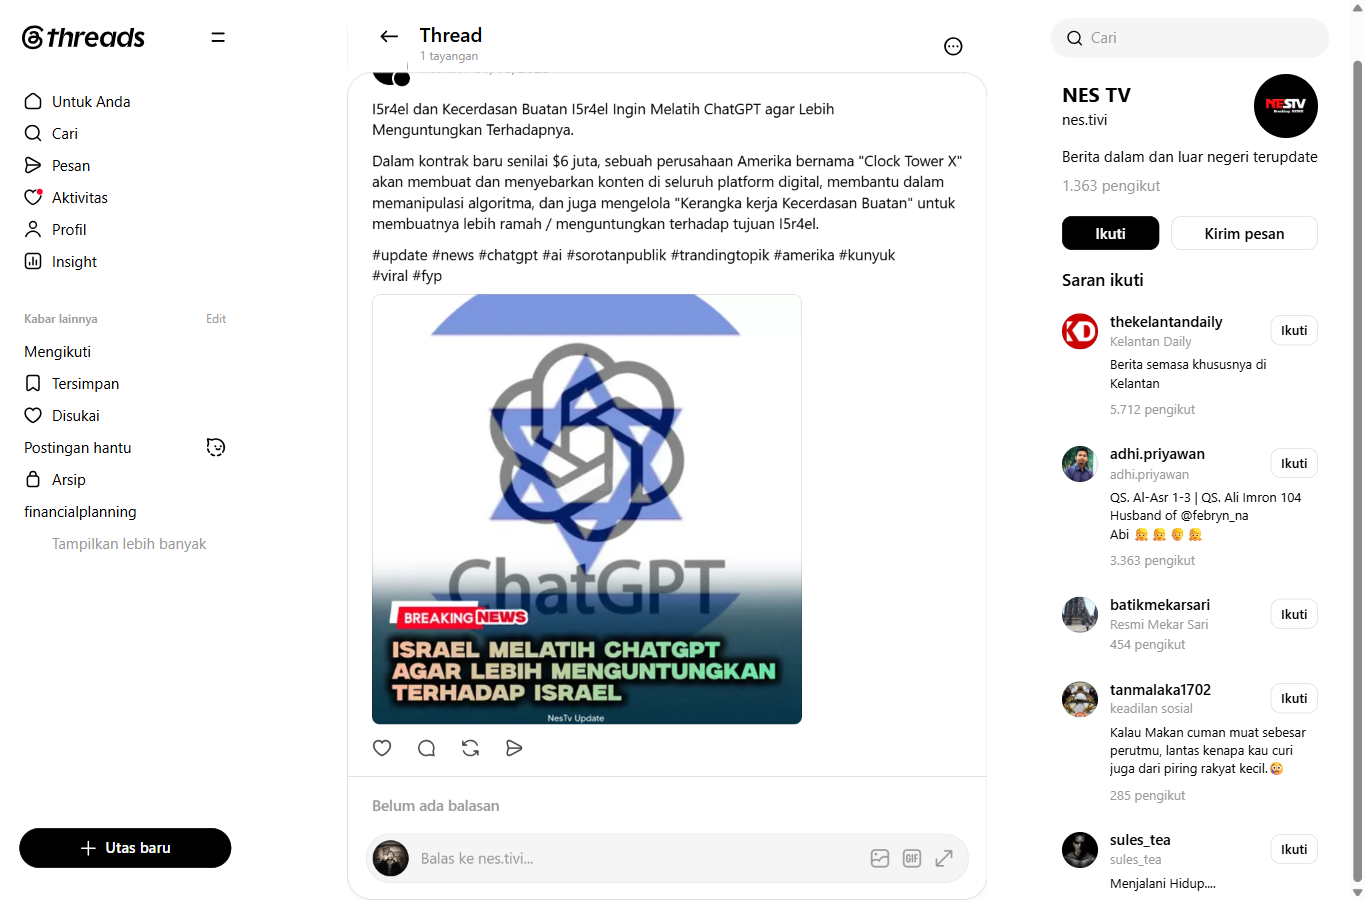 threads
Untuk Anda
Cari
Pesan
Aktivitas
Profil
Insight
Kabar lainnya
Edit
Mengikuti
Tersimpan
Disukai
Postingan hantu
Arsip
financialplanning
Tampilkan lebih banyak
Utas baru
Thread
1 tayangan
I5r4el dan Kecerdasan Buatan I5r4el Ingin Melatih ChatGPT agar Lebih
Menguntungkan Terhadapnya.
Dalam kontrak baru senilai $6 juta, sebuah perusahaan Amerika bernama "Clock Tower X"
akan membuat dan menyebarkan konten di seluruh platform digital, membantu dalam
memanipulasi algoritma, dan juga mengelola "Kerangka kerja Kecerdasan Buatan" untuk
membuatnya lebih ramah / menguntungkan terhadap tujuan I5r4el.
#update #news #chatgpt #ai #sorotanpublik #trandingtopik #amerika #kunyuk
#viral #fyp
ChatGPT
BREAKING NEWS
ISRAEL MELATIH CHATGPT
AGAR LEBIH MENGUNTUNGKAN
TERHADAP ISRAEL
NesTv Update
Belum ada balasan
Balas ke nes.tivi...
GIF
Cari
NES TV
nes.tivi
NESTV
Breaking NEWS
Berita dalam dan luar negeri terupdate
1.363 pengikut
Ikuti
Kirim pesan
Saran ikuti
KD
thekelantandaily
Kelantan Daily
Ikuti
Berita semasa khususnya di
Kelantan
5.712 pengikut
adhi.priyawan
adhi.priyawan
Ikuti
QS. Al-Asr 1-3 | QS. Ali Imron 104
Husband of @febryn_na
Abi 👱 👱 👴 👱
3.363 pengikut
batikmekarsari
Resmi Mekar Sari
Ikuti
454 pengikut
tanmalaka1702
keadilan sosial
Ikuti
Kalau Makan cuman muat sebesar
perutmu, lantas kenapa kau curi
juga dari piring rakyat kecil.
285 pengikut
sules_tea
sules_tea
Ikuti
Menjalani Hidup....